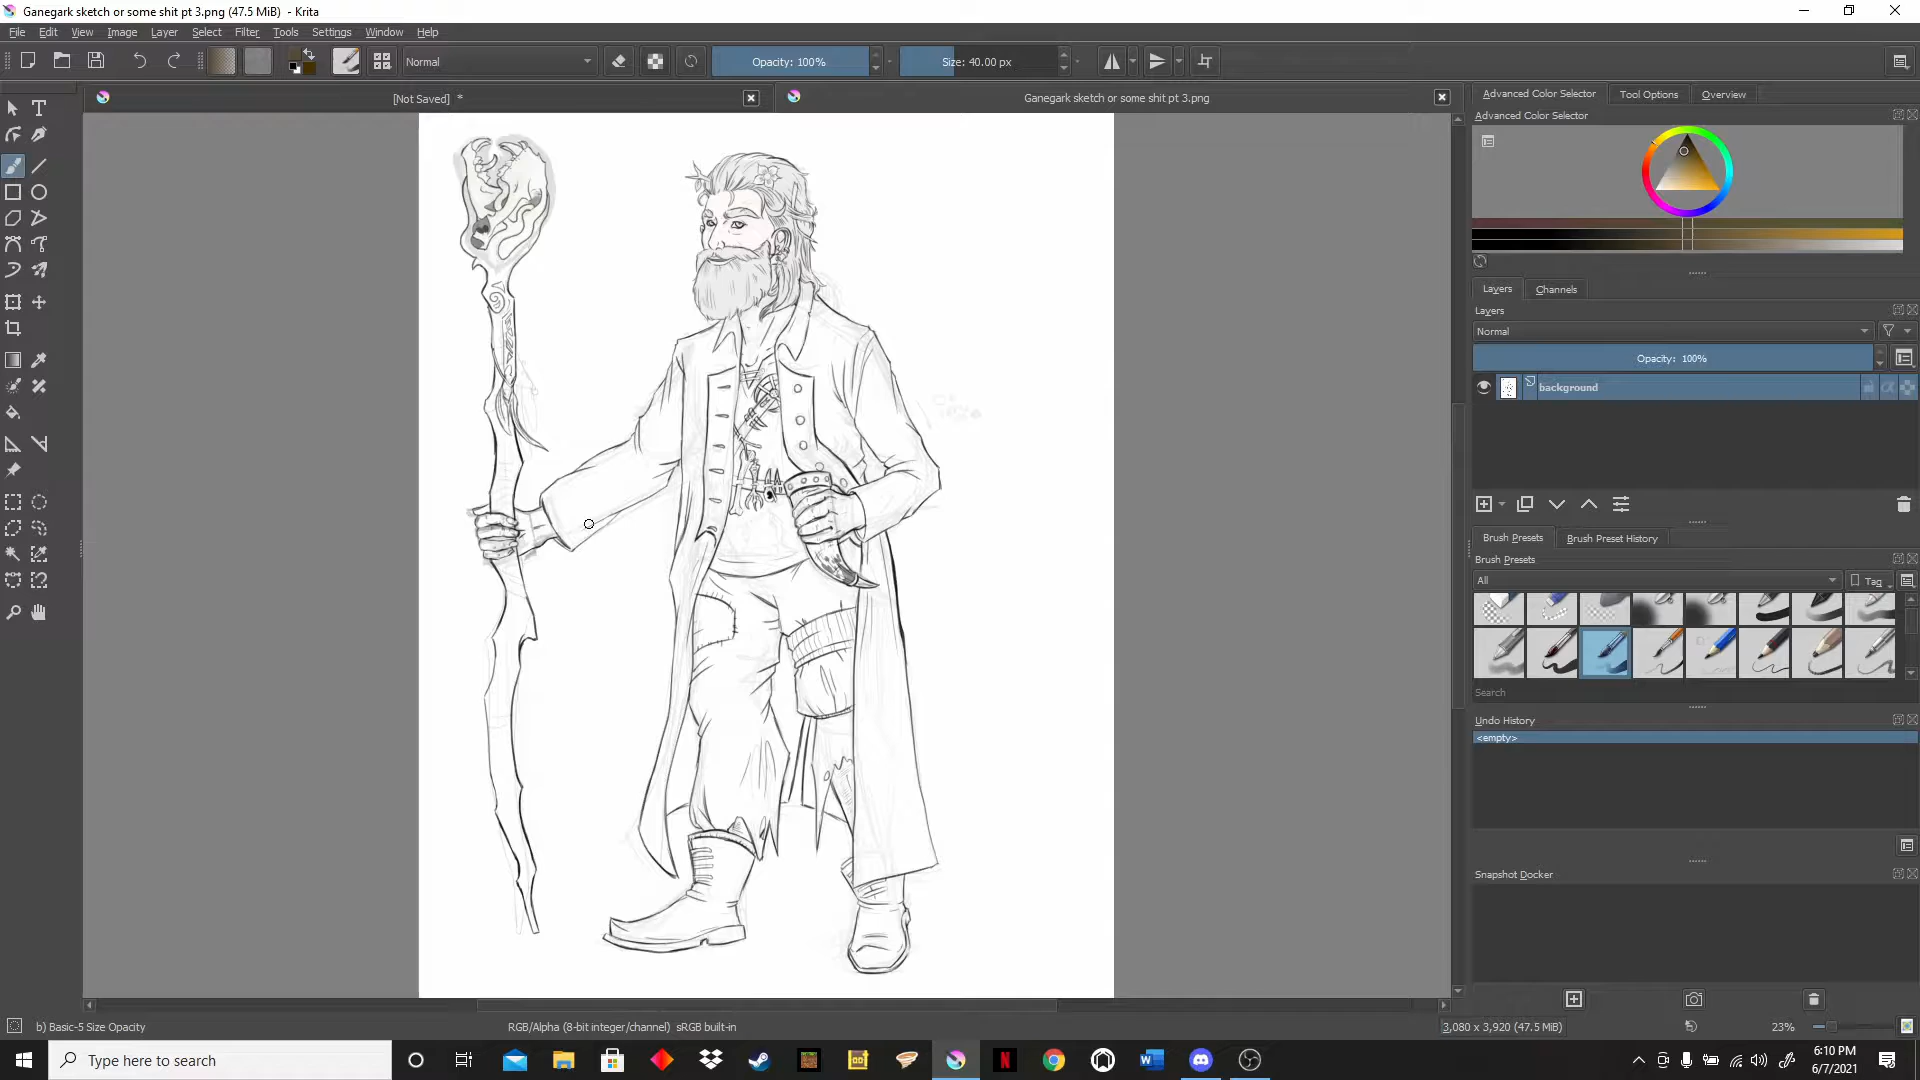 Ganegark sketch or some shit pt 3.png (47.5 MiB)  - Krita
File Edit View Image Layer Select Filter Tools Settings Window Help
Normal
Opacity: 100%
Size: 40.00 px
[Not Saved]  *
Ganegark sketch or some shit pt 3.png
Advanced Color Selector
Tool Options
Overview
Advanced Color Selector
Layers
Channels
Layers
Normal
Opacity:  100%
background
Brush Presets
Brush Preset History
Brush Presets
All
Tag
Search
Undo History
<empty>
Snapshot Docker
b) Basic-5 Size Opacity
RGB/Alpha (8-bit integer/channel)  sRGB built-in
3,080 x 3,920 (47.5 MiB)
23%
Type here to search
6:10 PM
6/7/2021